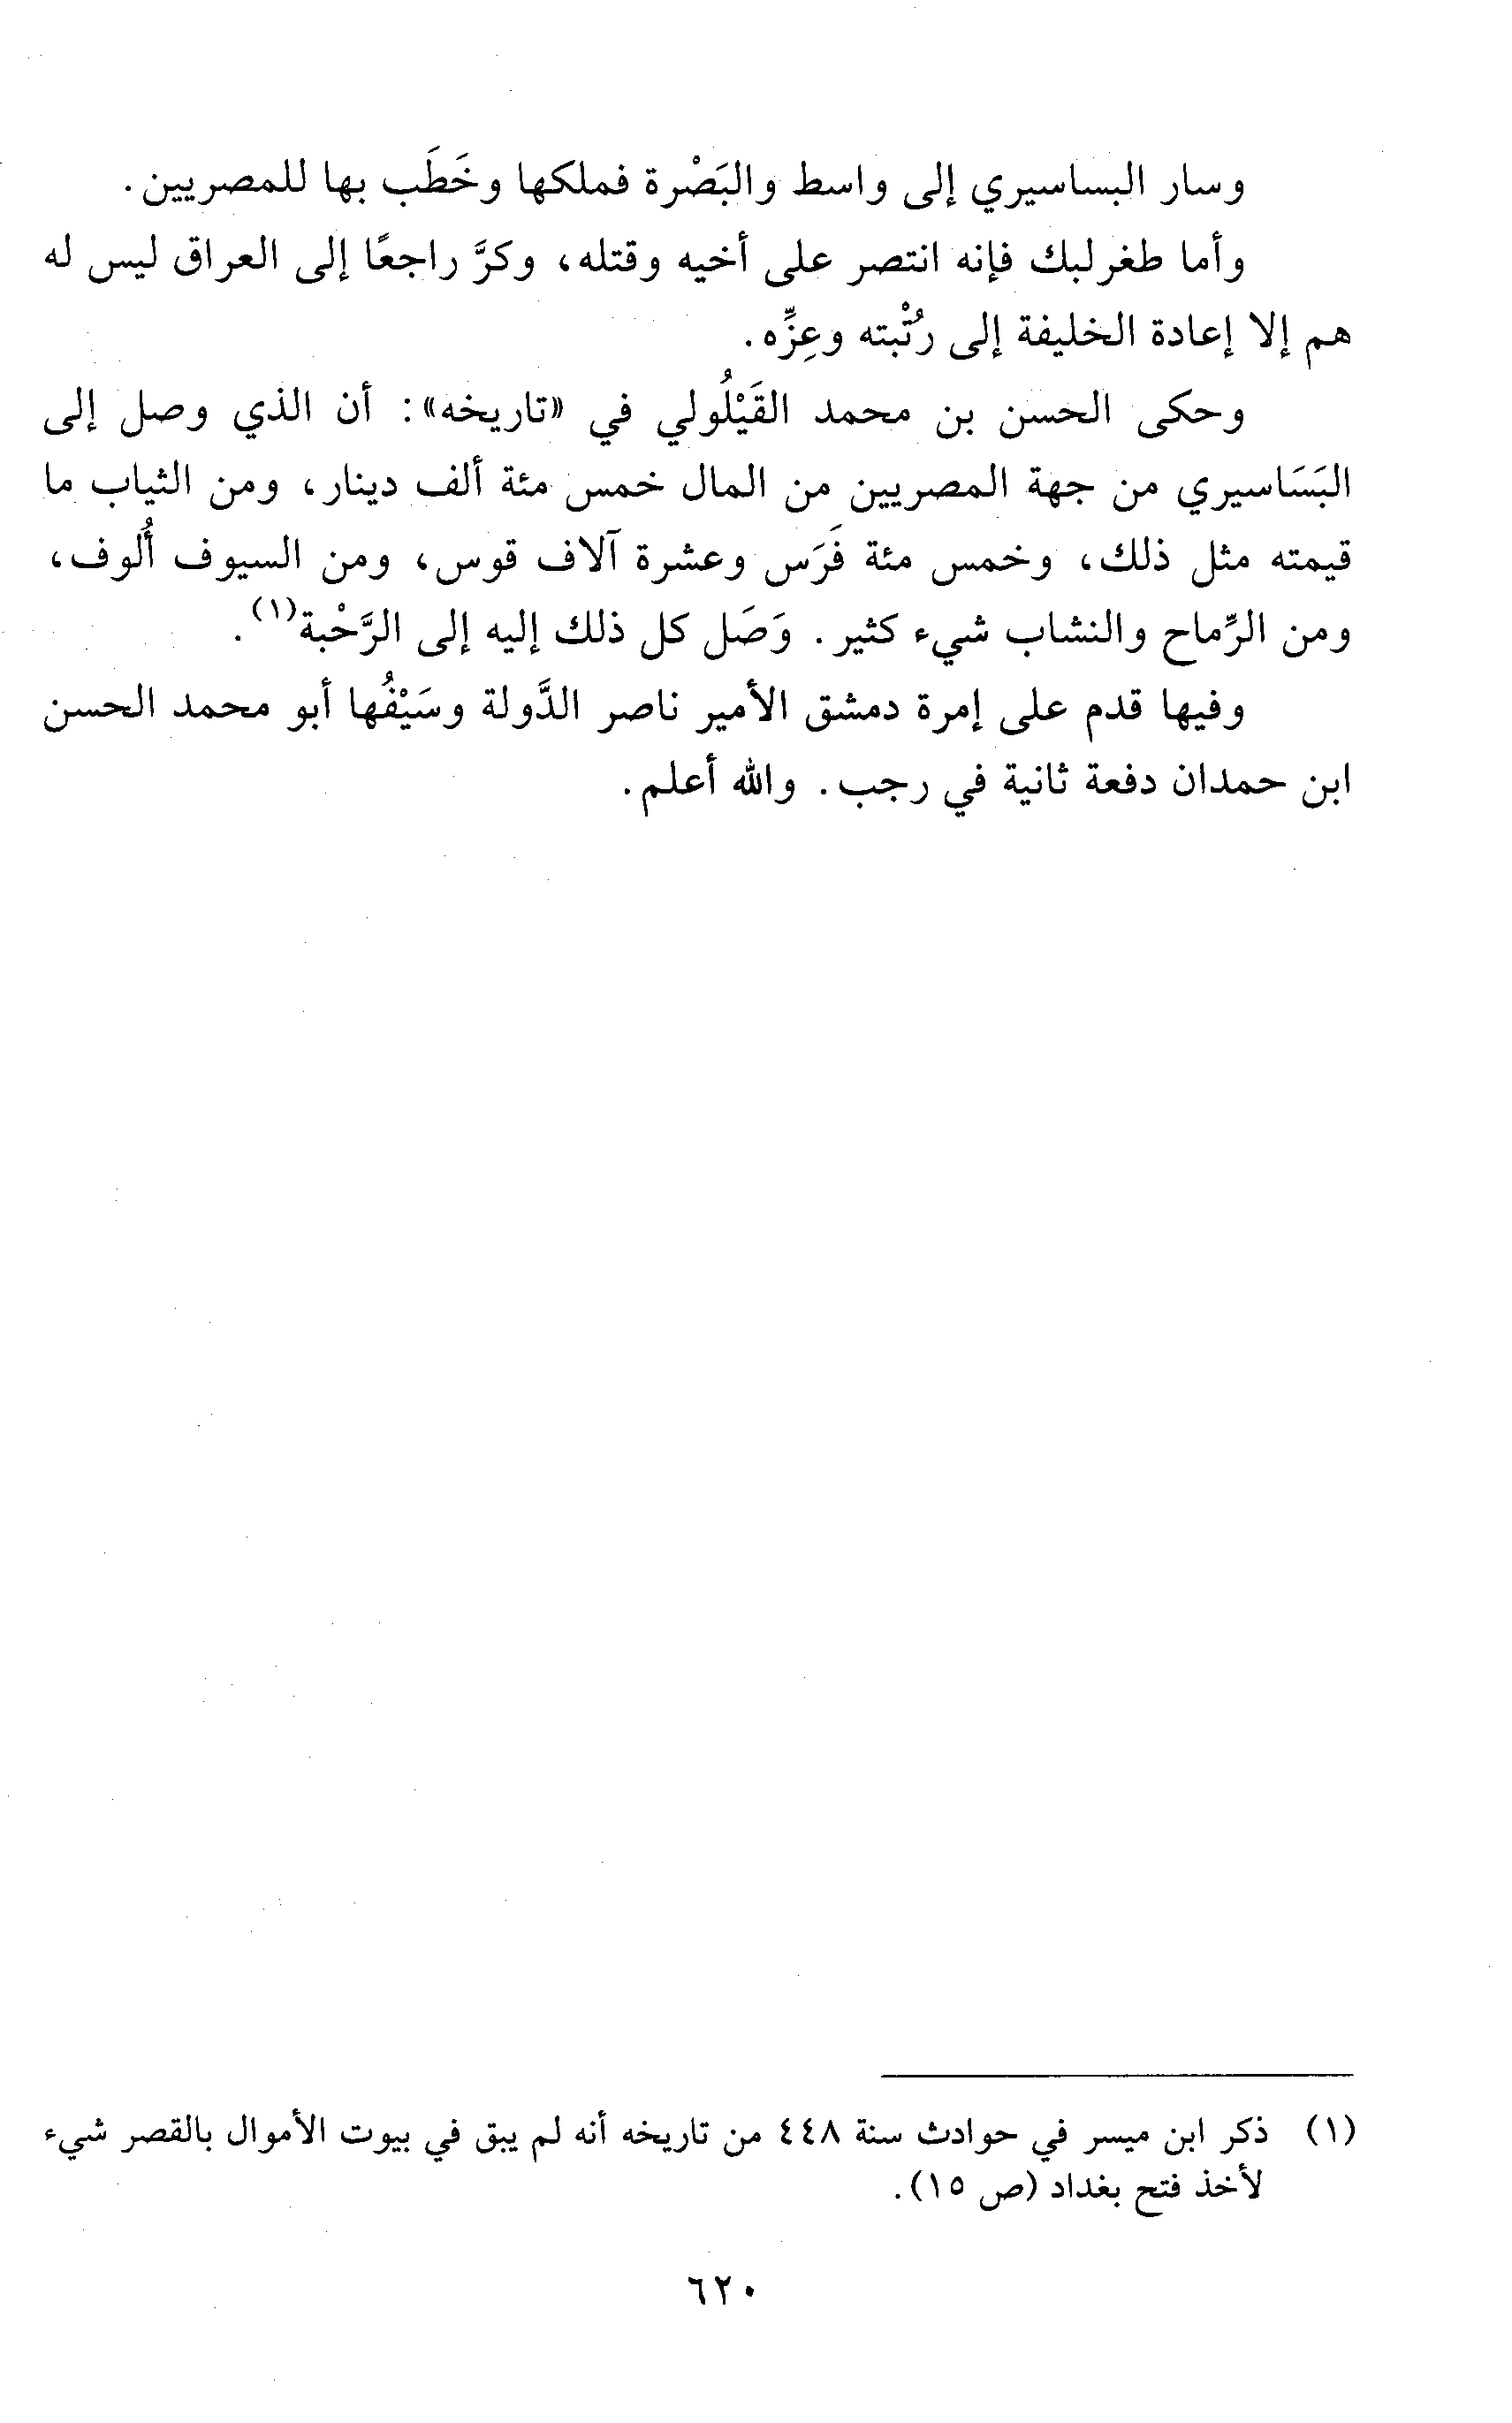 وسار البساسيري إلى واسط والبَصْرة فملكها وخَطَب بها للمصريين.
وأما طغرلبك فإنه انتصر على أخيه وقتله، وكرَّ راجعًا إلى العراق ليس له
هم إلا إعادة الخليفة إلى رُتْبته وعِزِّه.
وحكى الحسن بن محمد القَيْلُولي في «تاريخه»: أن الذي وصل إلى
البَسَاسيري من جهة المصريين من المال خمس مئة ألف دينار، ومن الثياب ما
قيمته مثل ذلك، وخمس مئة فَرَس وعشرة آلاف قوس، ومن السيوف أُلوف،
ومن الرِّماح والنشاب شيء كثير. وَصَل كل ذلك إليه إلى الرَّحْبة(١).
وفيها قدم على إمرة دمشق الأمير ناصر الدَّولة وسَيْفُها أبو محمد الحسن
ابن حمدان دفعة ثانية في رجب. والله أعلم.
(١) ذكر ابن ميسر في حوادث سنة ٤٤٨ من تاريخه أنه لم يبق في بيوت الأموال بالقصر شيء
لأخذ فتح بغداد (ص ١٥).
٦٢٠